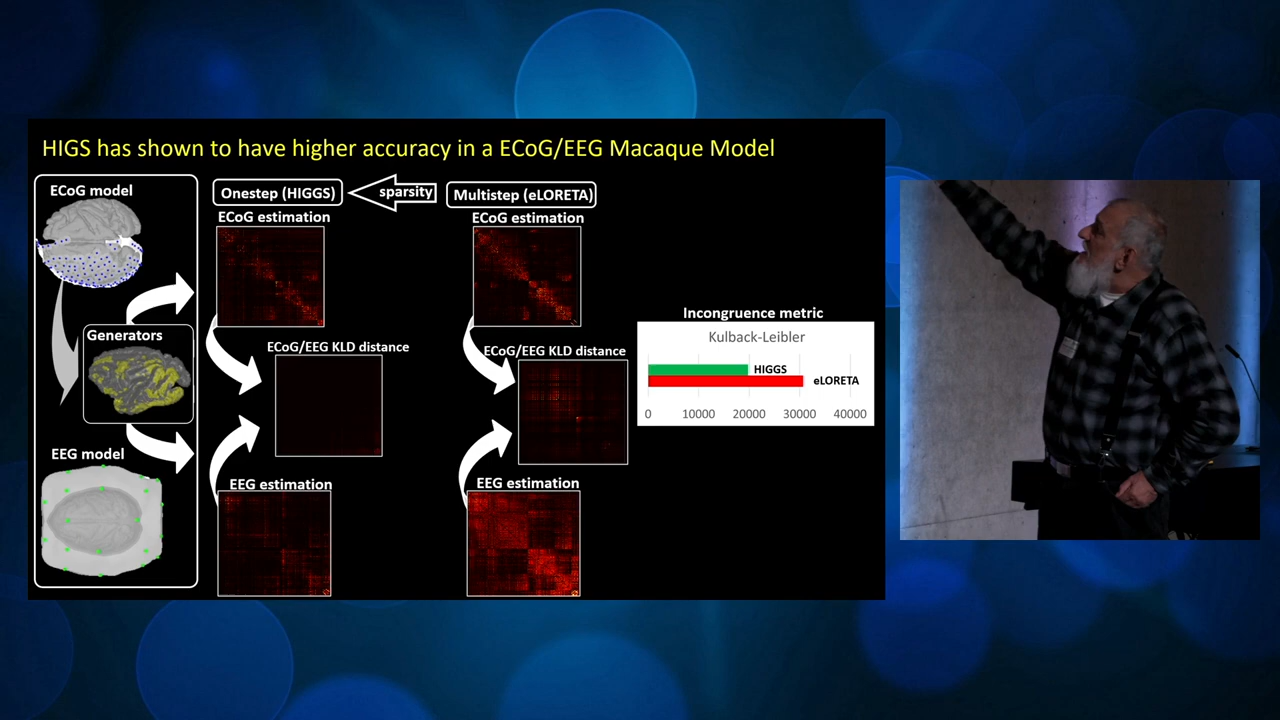 HIGS has shown to have higher accuracy in a ECoG/EEG Macaque Model
ECoG model
Generators
EEG model
Onestep (HIGGS)
sparsity
Multistep (eLORETA)
ECoG estimation
ECoG/EEG KLD distance
EEG estimation
ECoG estimation
ECoG/EEG KLD distance
EEG estimation
Incongruence metric
Kulback-Leibler
HIGGS
eLORETA
0 10000 20000 30000 40000